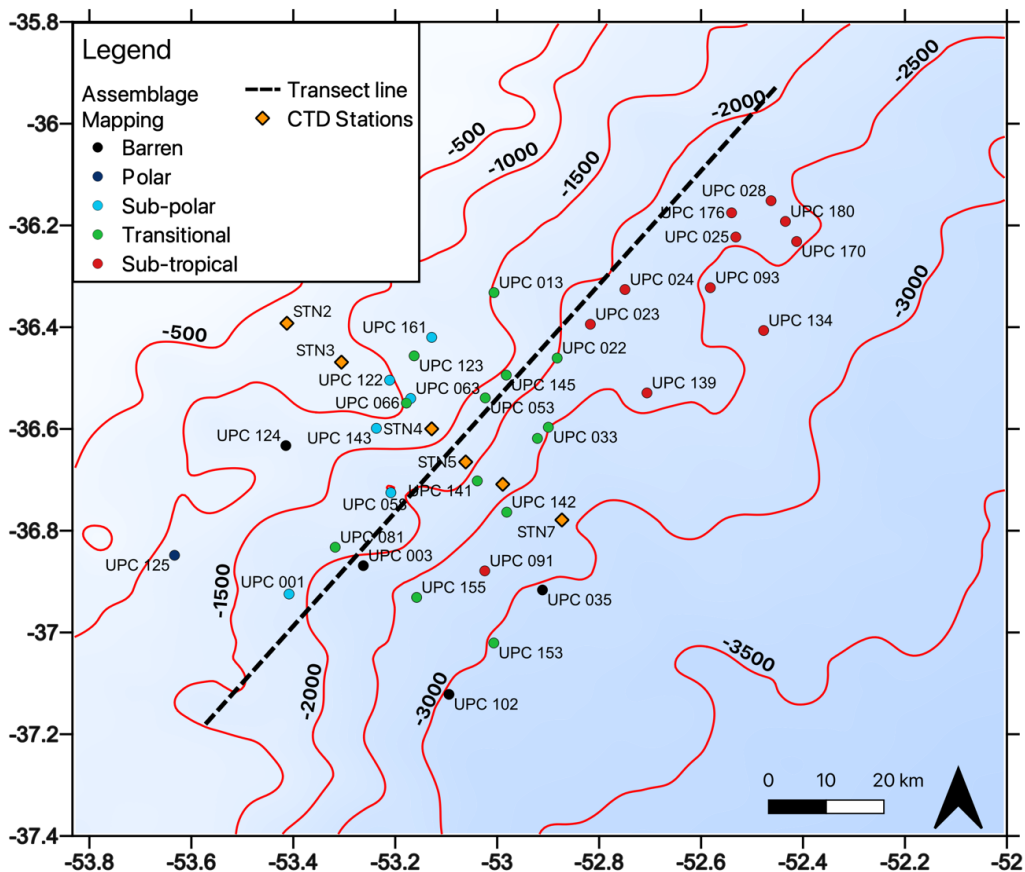 -35.8
-36
-36.2
-36.4
-36.6
-36.8
-37
-37.2
-37.4
Legend
Assemblage
Mapping
Barren
Polar
Sub-polar
Transitional
Sub-tropical
Transect line
CTD Stations
-500
-1000
-1500
-2000
-2500
-3000
-500
-1500
-2000
-3000
-3500
UPC 028
UPC 176
UPC 180
UPC 025
UPC 170
UPC 013
UPC 024
UPC 093
STN2
UPC 161
UPC 023
UPC 134
STN3
UPC 123
UPC 022
UPC 122
UPC 063
UPC 145
UPC 139
UPC 066
UPC 053
UPC 124
UPC 143
STN4
UPC 033
STN5
UPC 141
UPC 058
UPC 142
STN7
UPC 081
UPC 003
UPC 125
UPC 091
UPC 001
UPC 155
UPC 035
UPC 153
UPC 102
0 10 20 km
-53.8 -53.6 -53.4 -53.2 -53 -52.8 -52.6 -52.4 -52.2 -52